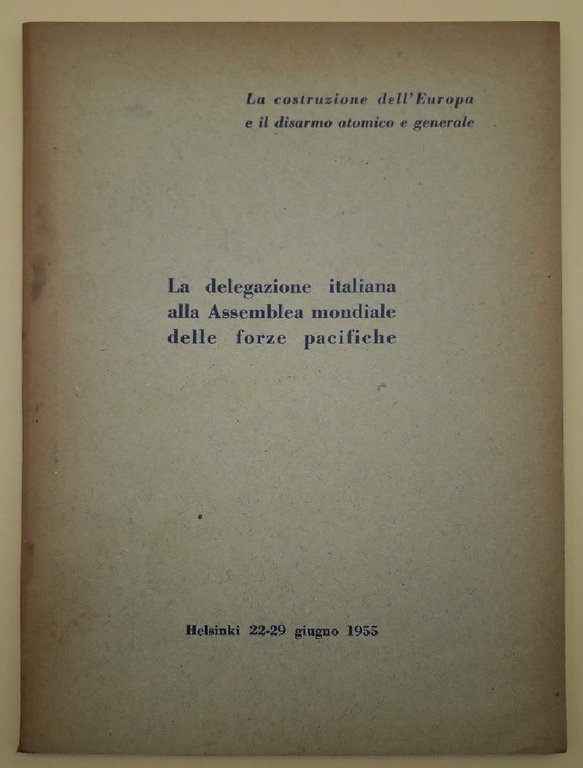 La costruzione dell'Europa
e il disarmo atomico e generale
La delegazione italiana
alla Assemblea mondiale
delle forze pacifiche
Helsinki 22-29 giugno 1955